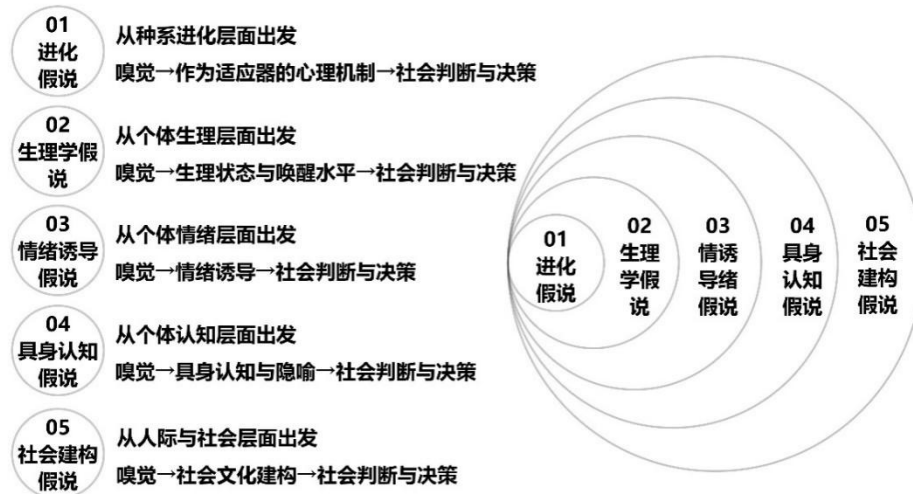 01
进化
假说
从种系进化层面出发
嗅觉→作为适应器的心理机制→社会判断与决策
02
生理学假
说
从个体生理层面出发
嗅觉→生理状态与唤醒水平→社会判断与决策
03
情绪诱导
假说
从个体情绪层面出发
嗅觉→情绪诱导→社会判断与决策
04
具身认知
假说
从个体认知层面出发
嗅觉→具身认知与隐喻→社会判断与决策
05
社会建构
假说
从人际与社会层面出发
嗅觉→社会文化建构→社会判断与决策
01
进化
假说
02
生理
学假
说
03
情诱
导绪
假说
04
具身
认知
假说
05
社会
建构
假说